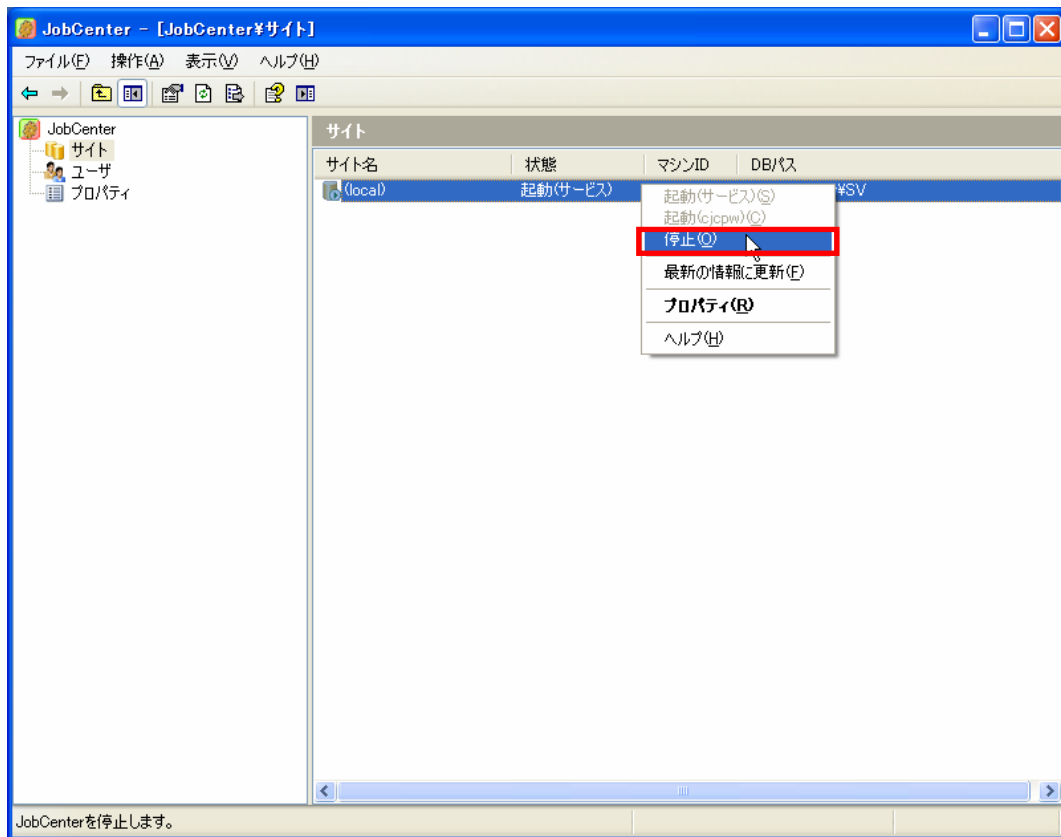 JobCenter - [JobCenter¥サイト]
ファイル(F) 操作(A) 表示(V) ヘルプ(H)
JobCenter
サイト
ユーザ
プロパティ
サイト
サイト名 状態 マシンID DB/パス
(local) 起動(サービス) ¥SV
起動(サービス)(S)
起動(cjcpw)(C)
停止(O)
最新の情報に更新(F)
プロパティ(R)
ヘルプ(H)
JobCenterを停止します。